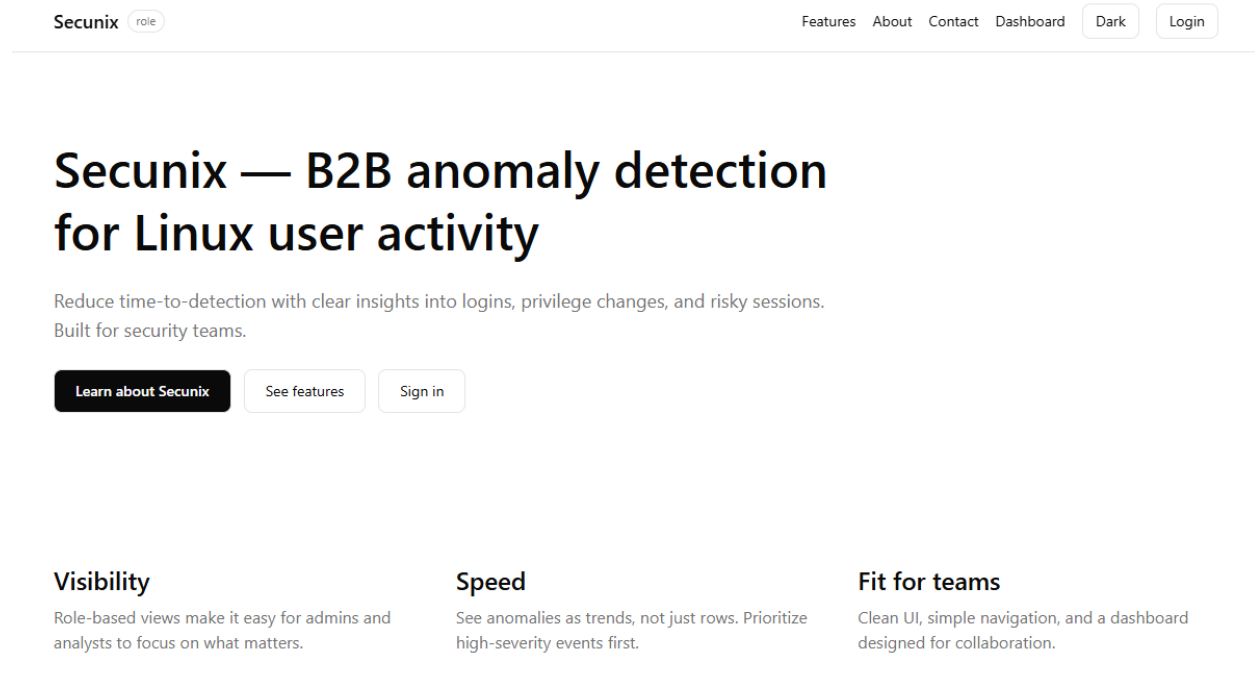 Secunix role Features About Contact Dashboard Dark Login
Secunix — B2B anomaly detection
for Linux user activity
Reduce time-to-detection with clear insights into logins, privilege changes, and risky sessions.
Built for security teams.
Learn about Secunix See features Sign in
Visibility
Role-based views make it easy for admins and
analysts to focus on what matters.
Speed
See anomalies as trends, not just rows. Prioritize
high-severity events first.
Fit for teams
Clean UI, simple navigation, and a dashboard
designed for collaboration.